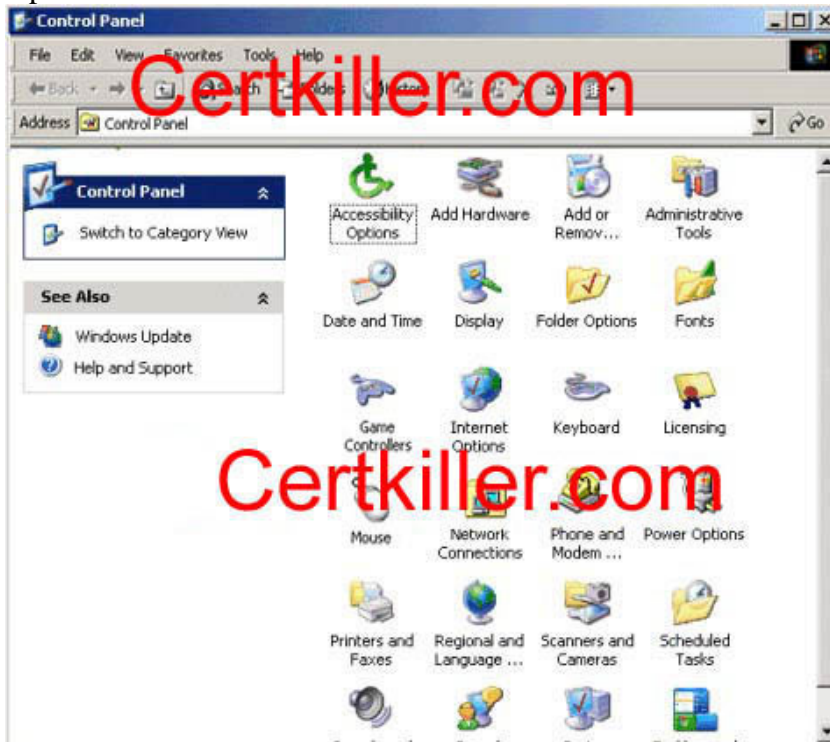 Control Panel
File Edit View Favorites Tools Help
Certkiller.com
Back Search Folders History
Address Control Panel Go
Control Panel
Switch to Category View
See Also
Windows Update
Help and Support
Accessibility Options
Add Hardware
Add or Remov...
Administrative Tools
Date and Time
Display
Folder Options
Fonts
Game Controllers
Internet Options
Keyboard
Licensing
Certkiller.com
Mouse
Network Connections
Phone and Modem ...
Power Options
Printers and Faxes
Regional and Language ...
Scanners and Cameras
Scheduled Tasks